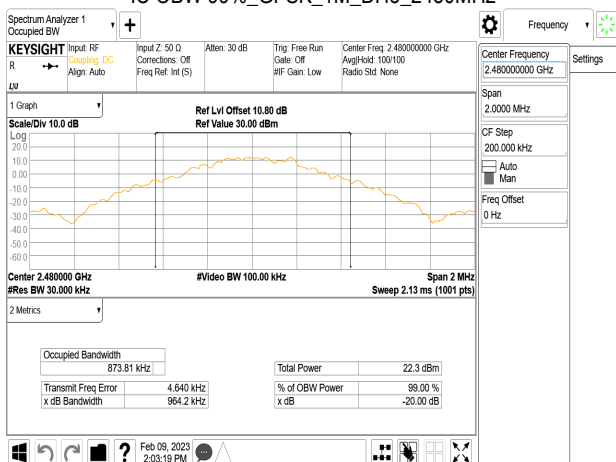 Spectrum Analyzer 1
Occupied BW
Frequency
KEYSIGHT
R
Input: RF
Coupling: DC
Align: Auto
Input Z: 50 Ω
Corrections: Off
Freq Ref: Int (S)
Atten: 30 dB
Trig: Free Run
Gate: Off
#IF Gain: Low
Center Freq: 2.480000000 GHz
Avg|Hold: 100/100
Radio Std: None
Center Frequency
2.480000000 GHz
Settings
Span
2.0000 MHz
CF Step
200.000 kHz
Auto
Man
Freq Offset
0 Hz
1 Graph
Scale/Div 10.0 dB
Ref Lvl Offset 10.80 dB
Ref Value 30.00 dBm
Log
20.0
10.0
0.00
-10.0
-20.0
-30.0
-40.0
-50.0
-60.0
Center 2.480000 GHz
#Res BW 30.000 kHz
#Video BW 100.00 kHz
Span 2 MHz
Sweep 2.13 ms (1001 pts)
2 Metrics
Occupied Bandwidth
873.81 kHz
Total Power 22.3 dBm
Transmit Freq Error 4.640 kHz
% of OBW Power 99.00 %
x dB Bandwidth 964.2 kHz
x dB -20.00 dB
?
Feb 09, 2023
2:03:19 PM